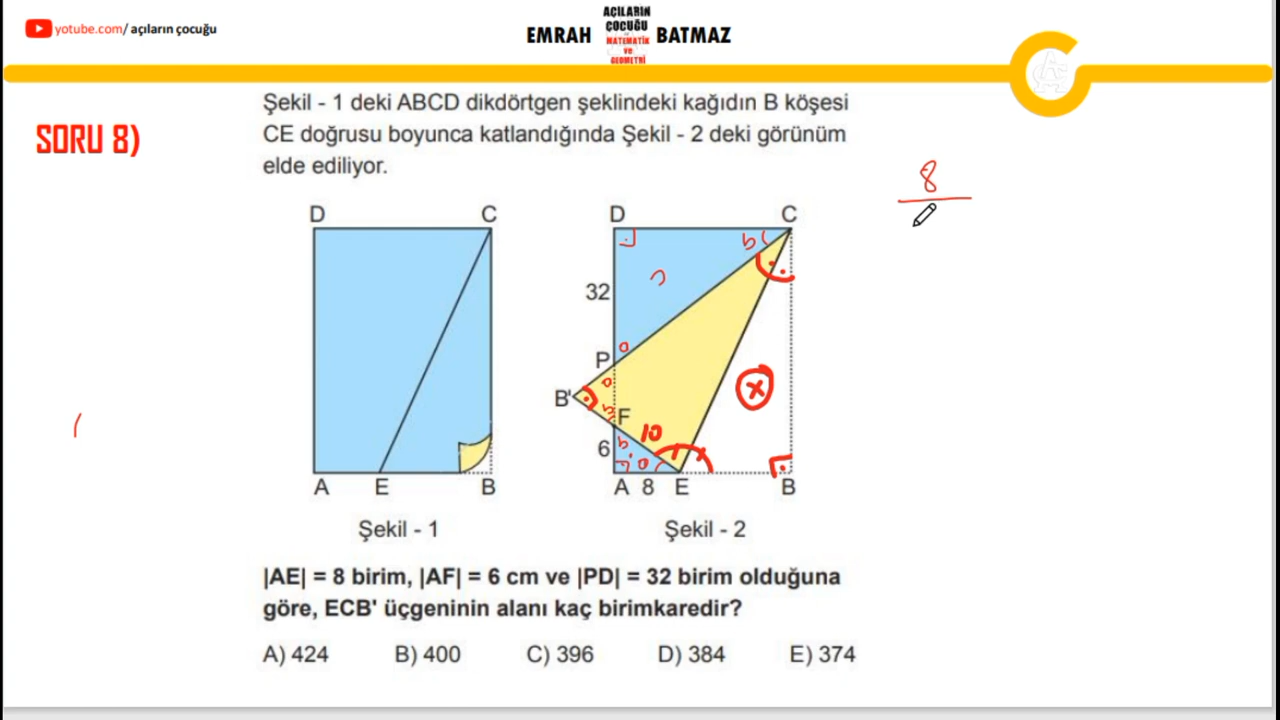 yotube.com/ açıların çocuğu
EMRAH
AÇILARIN
ÇOCUĞU
MATEMATİK
ve
GEOMETRİ
BATMAZ
SORU 8)
Şekil - 1 deki ABCD dikdörtgen şeklindeki kağıdın B köşesi
CE doğrusu boyunca katlandığında Şekil - 2 deki görünüm
elde ediliyor.
8
D C D C
b
32
P a
a
B' b F
10
6 b a
x
A E B A 8 E B
Şekil - 1 Şekil - 2
|AE| = 8 birim, |AF| = 6 cm ve |PD| = 32 birim olduğuna
göre, ECB' üçgeninin alanı kaç birimkaredir?
A) 424 B) 400 C) 396 D) 384 E) 374